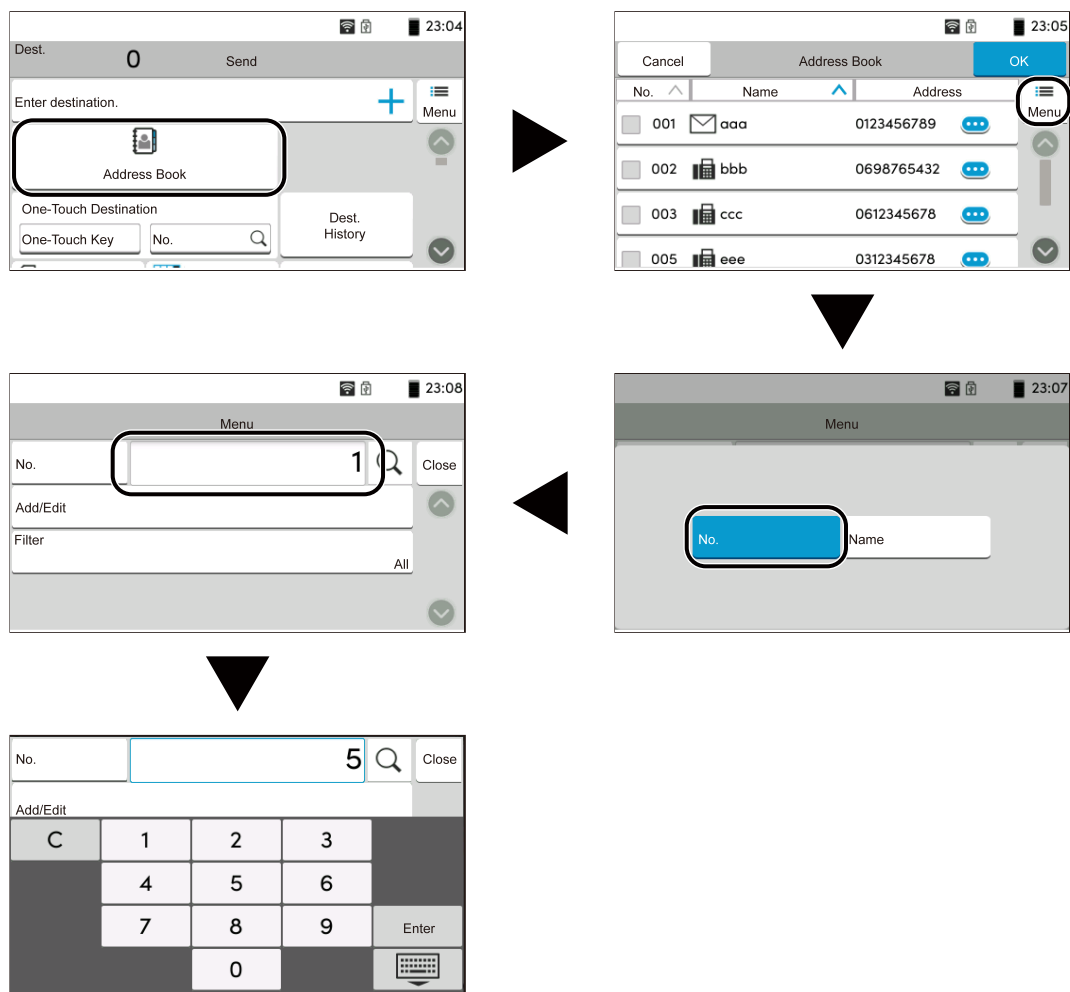 23:04
Dest.
0
Send
Enter destination.
Menu
Address Book
One-Touch Destination
One-Touch Key
No.
Dest.
History
23:05
Cancel
Address Book
OK
No.
Name
Address
Menu
001 aaa 0123456789
002 bbb 0698765432
003 ccc 0612345678
005 eee 0312345678
23:07
Menu
No.
Name
23:08
Menu
No.
1
Close
Add/Edit
Filter
All
No.
5
Close
Add/Edit
C 1 2 3
4 5 6
7 8 9 Enter
0